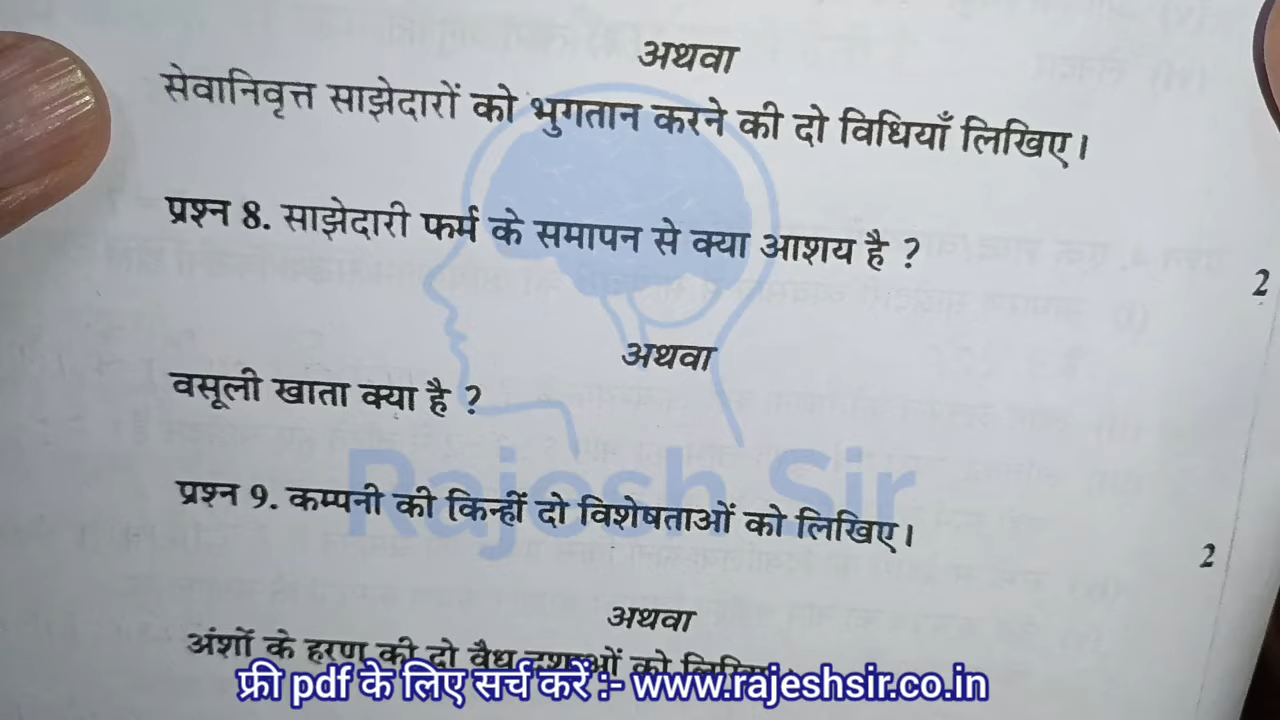 अथवा
सेवानिवृत्त साझेदारों को भुगतान करने की दो विधियाँ लिखिए।
प्रश्न 8. साझेदारी फर्म के समापन से क्या आशय है ?
2
अथवा
वसूली खाता क्या है ?
Rajesh Sir
प्रश्न 9. कम्पनी की किन्हीं दो विशेषताओं को लिखिए।
2
अथवा
अंशों के हरण की दो वैध को
फ्री pdf के लिए सर्च करें :- www.rajeshsir.co.in